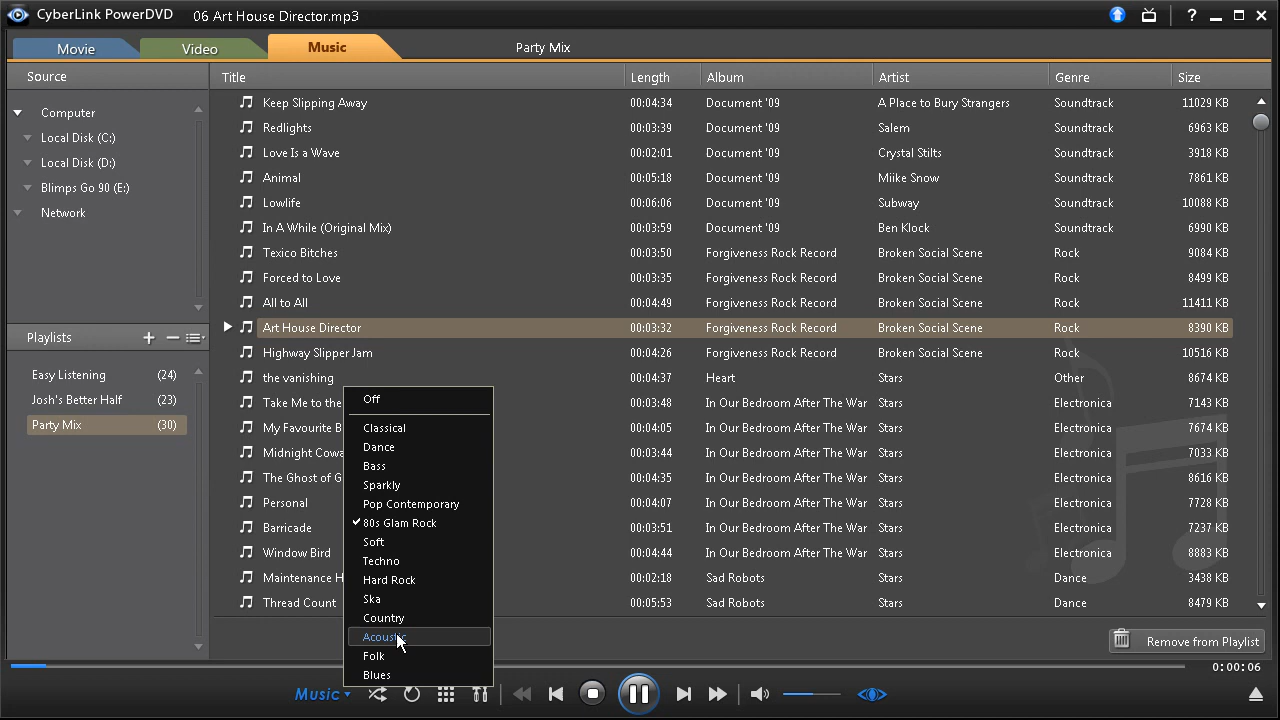 CyberLink PowerDVD 06 Art House Director.mp3 ?
Movie Video Music Party Mix
Source
Computer
Local Disk (C:)
Local Disk (D:)
Blimps Go 90 (E:)
Network
Playlists
Easy Listening (24)
Josh's Better Half (23)
Party Mix (30)
Title Length Album Artist Genre Size
Keep Slipping Away 00:04:34 Document '09 A Place to Bury Strangers Soundtrack 11029 KB
Redlights 00:03:39 Document '09 Salem Soundtrack 6963 KB
Love Is a Wave 00:02:01 Document '09 Crystal Stilts Soundtrack 3918 KB
Animal 00:05:18 Document '09 Miike Snow Soundtrack 7861 KB
Lowlife 00:06:06 Document '09 Subway Soundtrack 10088 KB
In A While (Original Mix) 00:03:59 Document '09 Ben Klock Soundtrack 6990 KB
Texico Bitches 00:03:50 Forgiveness Rock Record Broken Social Scene Rock 9084 KB
Forced to Love 00:03:35 Forgiveness Rock Record Broken Social Scene Rock 8499 KB
All to All 00:04:49 Forgiveness Rock Record Broken Social Scene Rock 11411 KB
Art House Director 00:03:32 Forgiveness Rock Record Broken Social Scene Rock 8390 KB
Highway Slipper Jam 00:04:26 Forgiveness Rock Record Broken Social Scene Rock 10516 KB
the vanishing 00:04:37 Heart Stars Other 8674 KB
Take Me to the 00:03:48 In Our Bedroom After The War Stars Electronica 7143 KB
My Favourite B 00:04:05 In Our Bedroom After The War Stars Electronica 7674 KB
Midnight Cowa 00:03:44 In Our Bedroom After The War Stars Electronica 7033 KB
The Ghost of G 00:04:35 In Our Bedroom After The War Stars Electronica 8616 KB
Personal 00:04:07 In Our Bedroom After The War Stars Electronica 7728 KB
Barricade 00:03:51 In Our Bedroom After The War Stars Electronica 7237 KB
Window Bird 00:04:44 In Our Bedroom After The War Stars Electronica 8883 KB
Maintenance H 00:02:18 Sad Robots Stars Dance 3438 KB
Thread Count 00:05:53 Sad Robots Stars Dance 8479 KB
Off
Classical
Dance
Bass
Sparkly
Pop Contemporary
80s Glam Rock
Soft
Techno
Hard Rock
Ska
Country
Acoustic
Folk
Blues
Remove from Playlist
0:00:06
Music